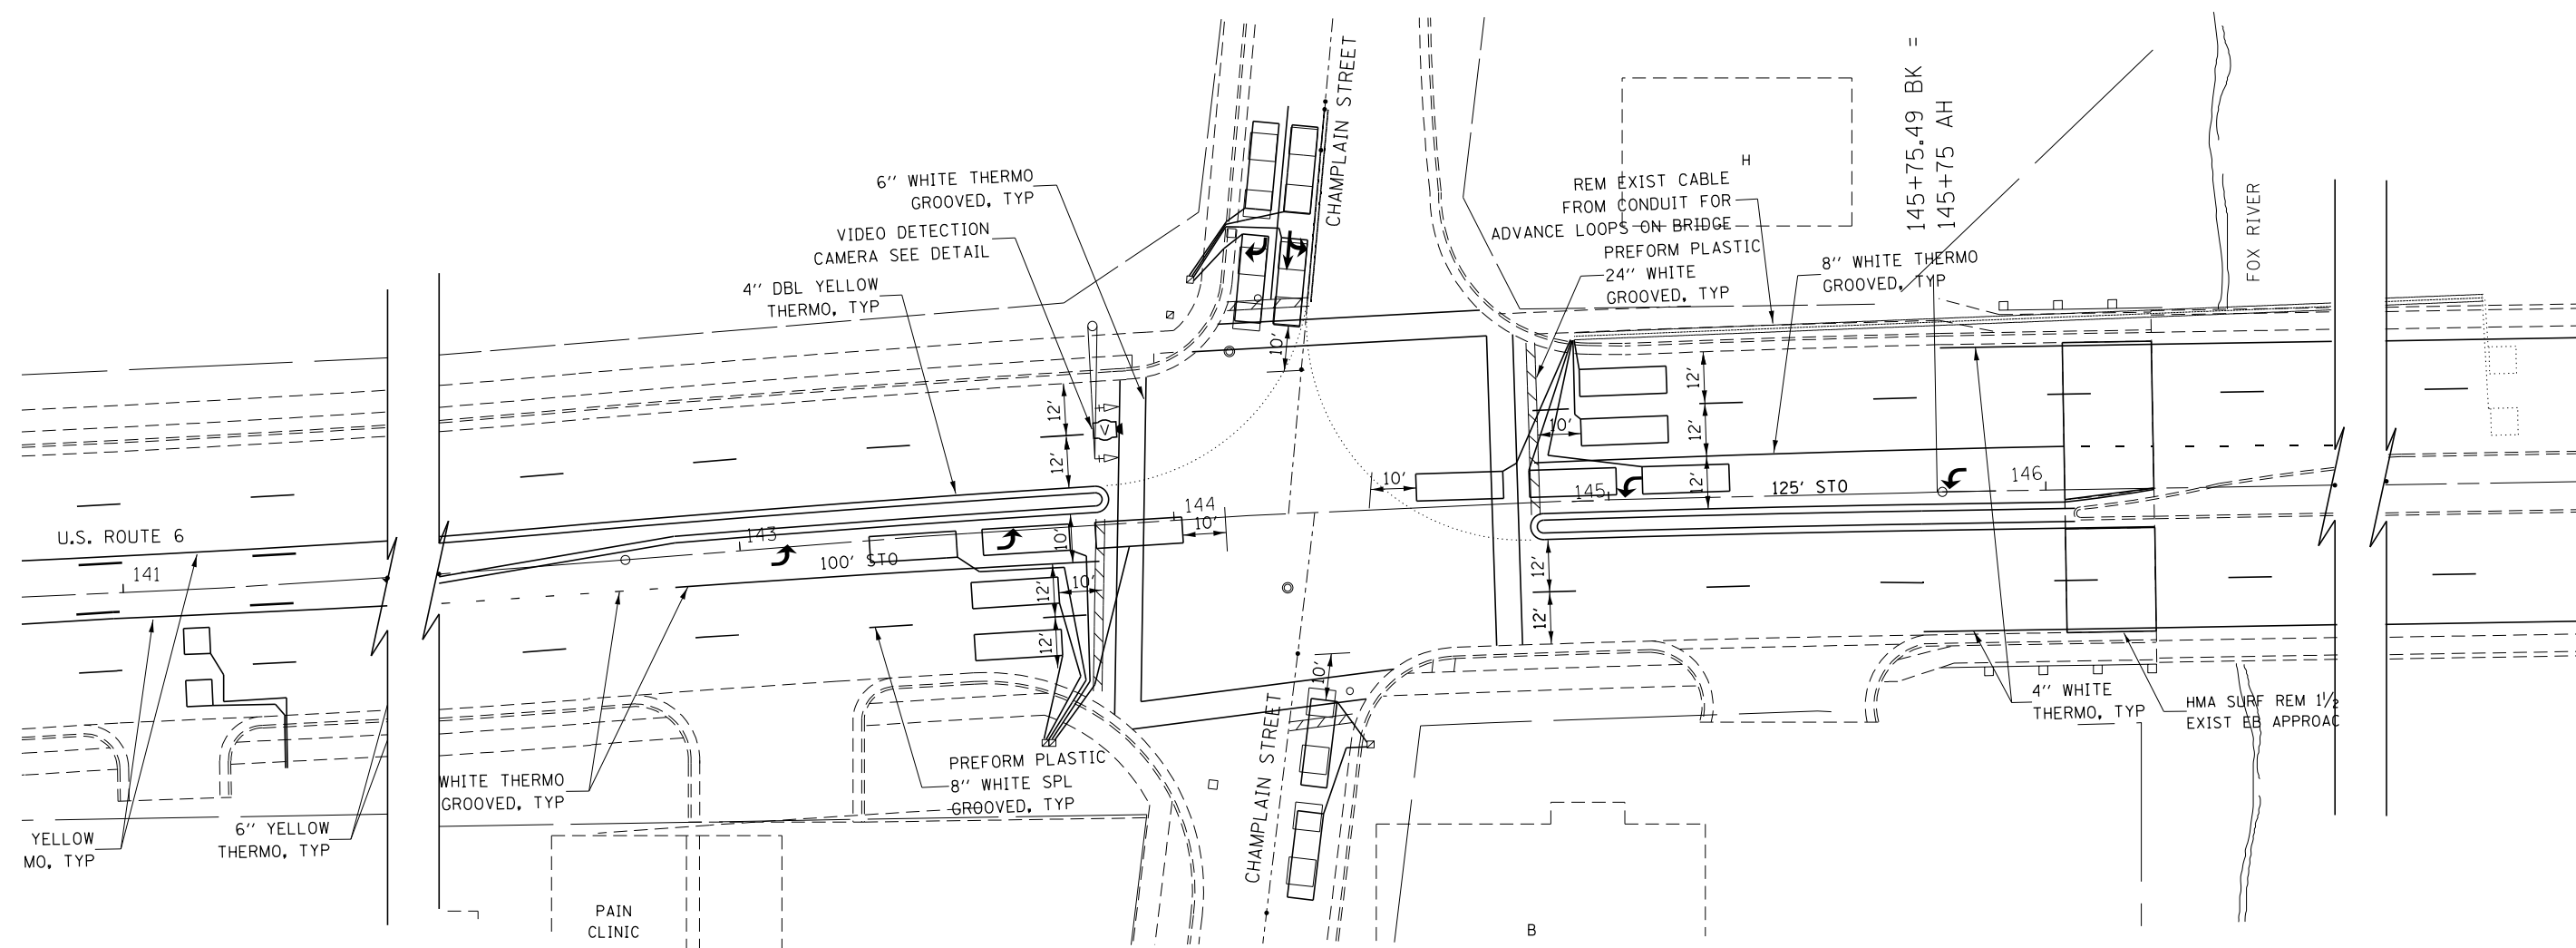 CHAMPLAIN STREET
6'' WHITE THERMO
GROOVED, TYP
VIDEO DETECTION
CAMERA SEE DETAIL
4'' DBL YELLOW
THERMO, TYP
H
REM EXIST CABLE
FROM CONDUIT FOR
ADVANCE LOOPS ON BRIDGE
PREFORM PLASTIC
24'' WHITE
GROOVED, TYP
8'' WHITE THERMO
GROOVED, TYP
145+75.49 BK =
145+75 AH
FOX RIVER
10'
12'
12'
V
12'
12'
12'
10'
10'
144
10'
145
125' STO
146
U.S. ROUTE 6
141
143
100' STO
10'
10'
12'
12'
12'
12'
10'
CHAMPLAIN STREET
4'' WHITE
THERMO, TYP
HMA SURF REM 1 1/2
EXIST EB APPROAC
WHITE THERMO
GROOVED, TYP
PREFORM PLASTIC
8'' WHITE SPL
GROOVED, TYP
YELLOW
MO, TYP
6'' YELLOW
THERMO, TYP
PAIN
CLINIC
B